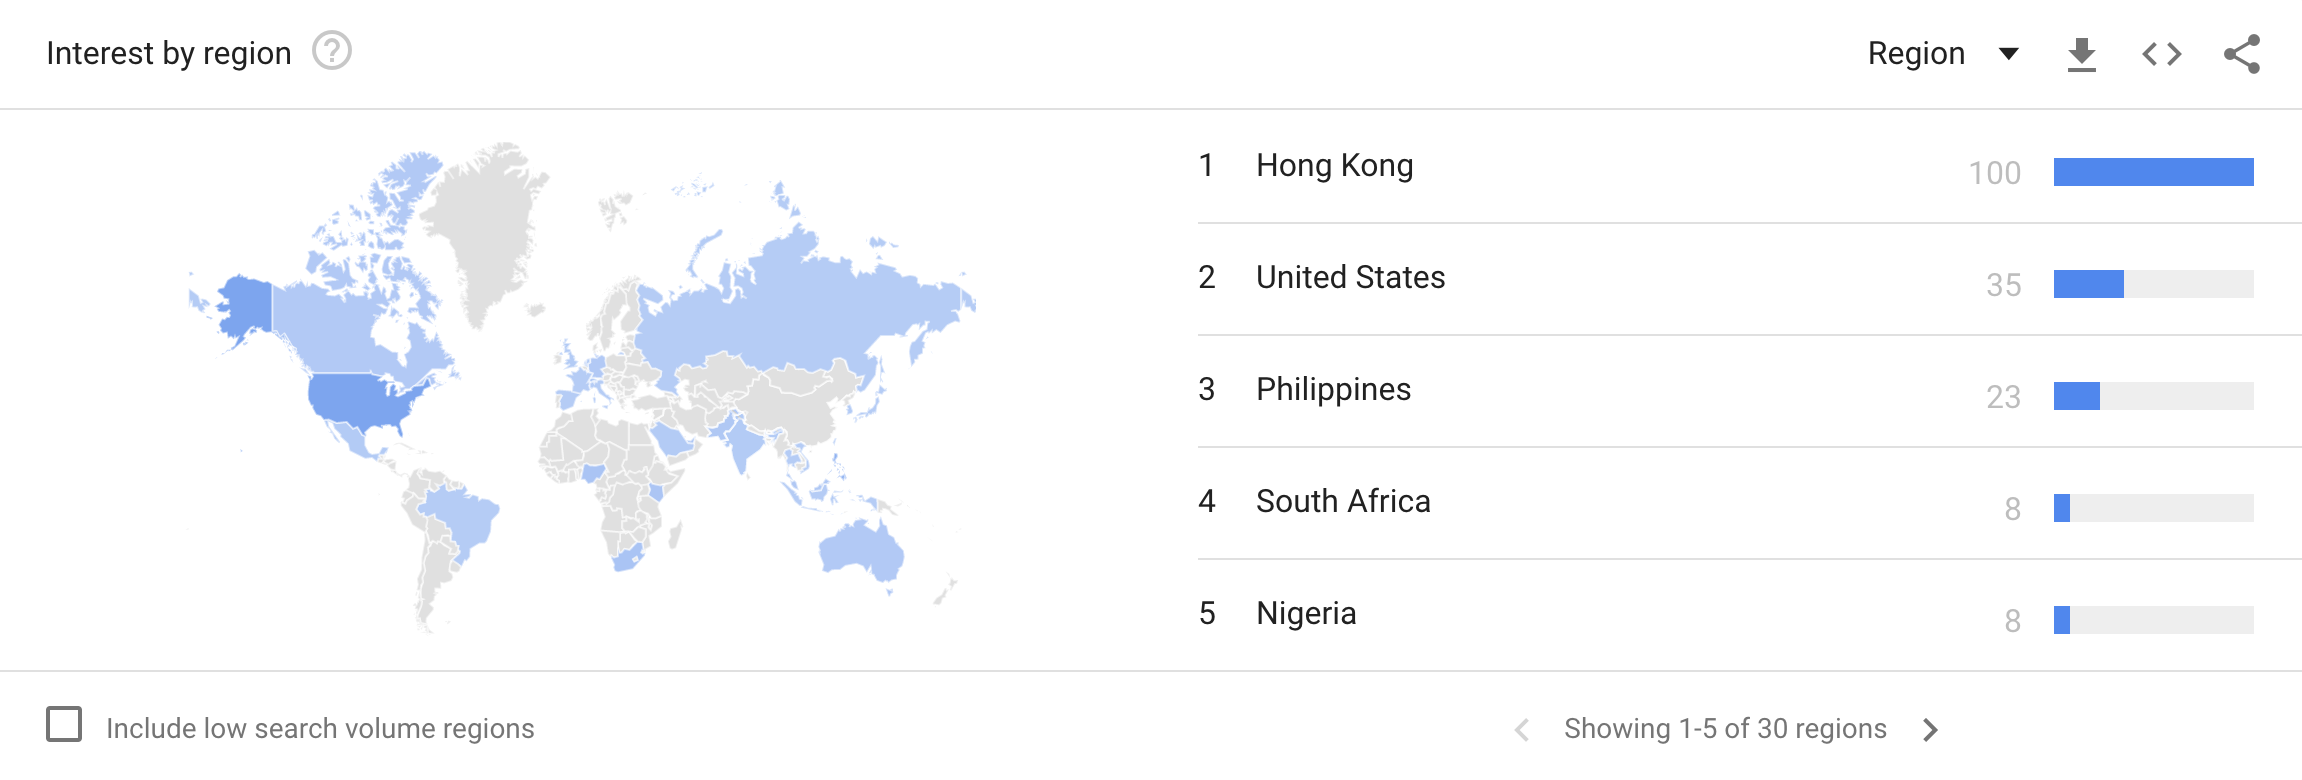 Interest by region
Region
1 Hong Kong 100
2 United States 35
3 Philippines 23
4 South Africa 8
5 Nigeria 8
Include low search volume regions
Showing 1-5 of 30 regions